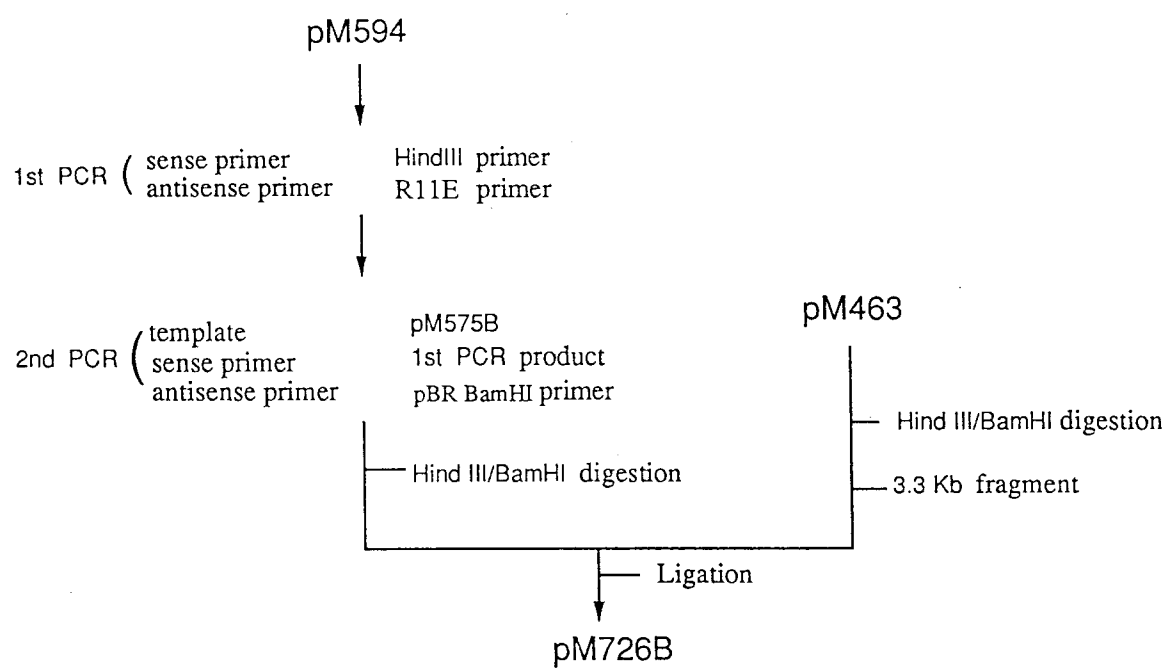 pM594
1st PCR ( sense primer HindIII primer
antisense primer R11E primer
pM463
2nd PCR ( template pM575B
sense primer 1st PCR product
antisense primer pBR BamHI primer
Hind III/BamHI digestion
Hind III/BamHI digestion
3.3 Kb fragment
Ligation
pM726B